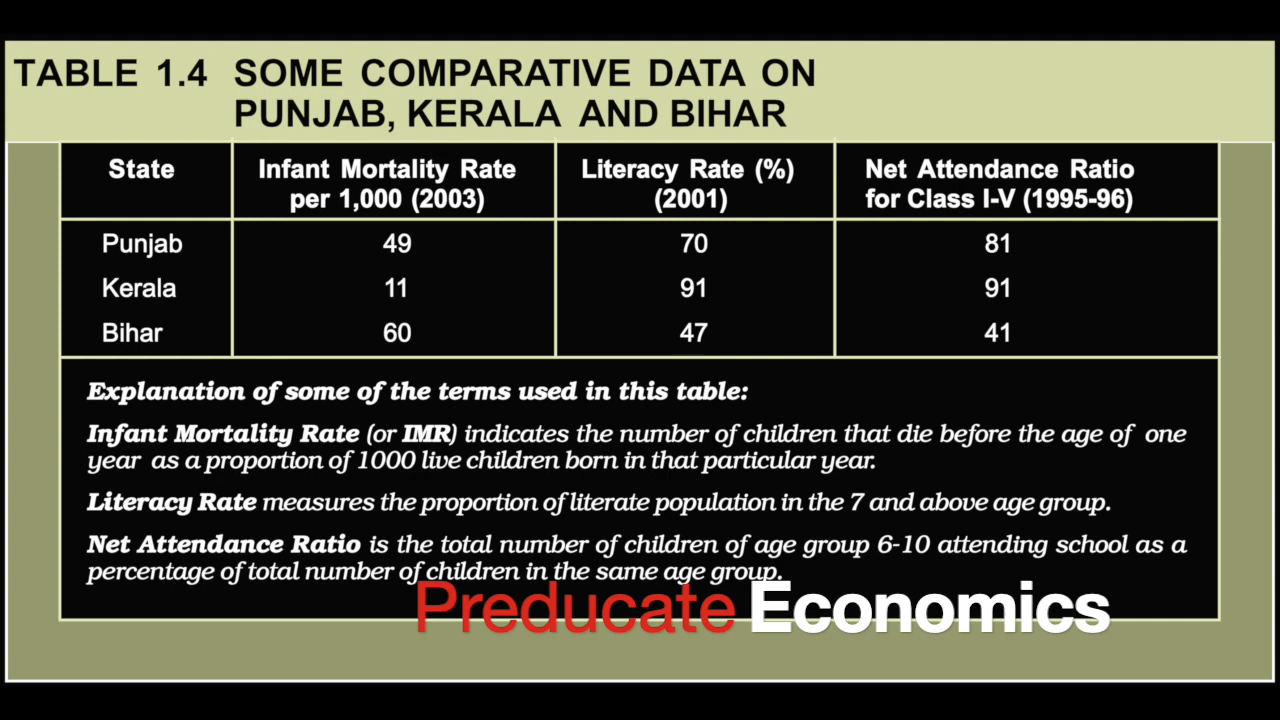 TABLE 1.4 SOME COMPARATIVE DATA ON
PUNJAB, KERALA AND BIHAR
State Infant Mortality Rate per 1,000 (2003) Literacy Rate (%) (2001) Net Attendance Ratio for Class I-V (1995-96)
Punjab 49 70 81
Kerala 11 91 91
Bihar 60 47 41
Explanation of some of the terms used in this table:
Infant Mortality Rate (or IMR) indicates the number of children that die before the age of one
year as a proportion of 1000 live children born in that particular year.
Literacy Rate measures the proportion of literate population in the 7 and above age group.
Net Attendance Ratio is the total number of children of age group 6-10 attending school as a
percentage of total number of children in the same age group.
Preducate Economics